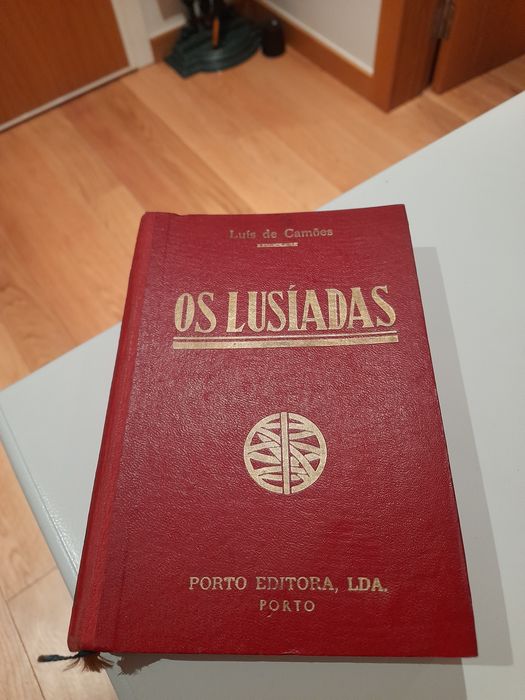 Luís de Camões
OS LUSÍADAS
PORTO EDITORA, LDA.
PORTO